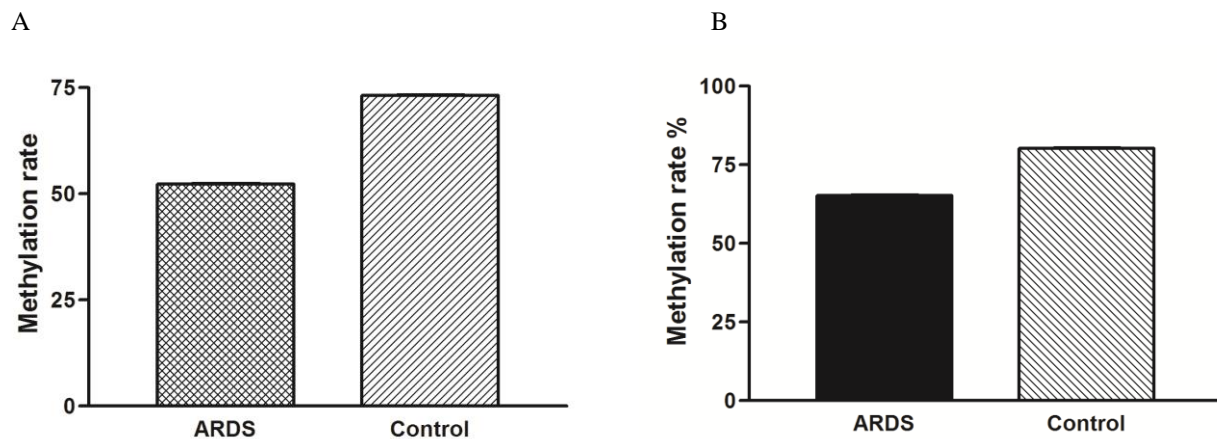 A
Methylation rate
75
50
25
0
ARDS
Control
B
Methylation rate %
100
75
50
25
0
ARDS
Control